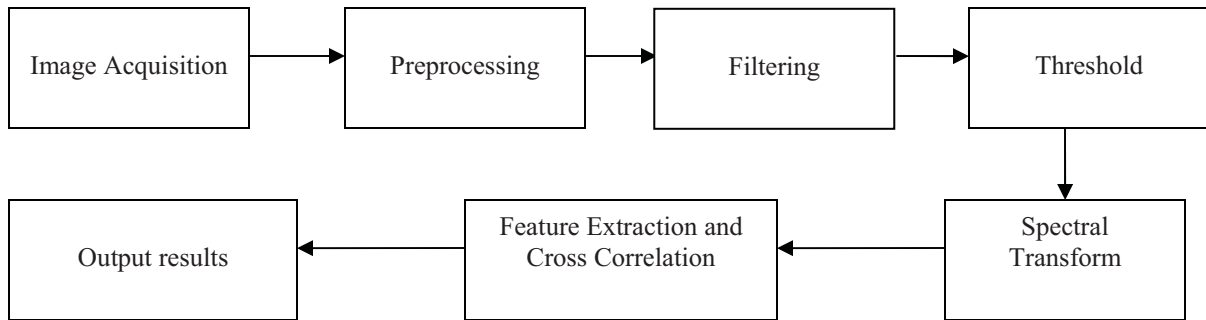 Image Acquisition
Preprocessing
Filtering
Threshold
Spectral
Transform
Feature Extraction and
Cross Correlation
Output results